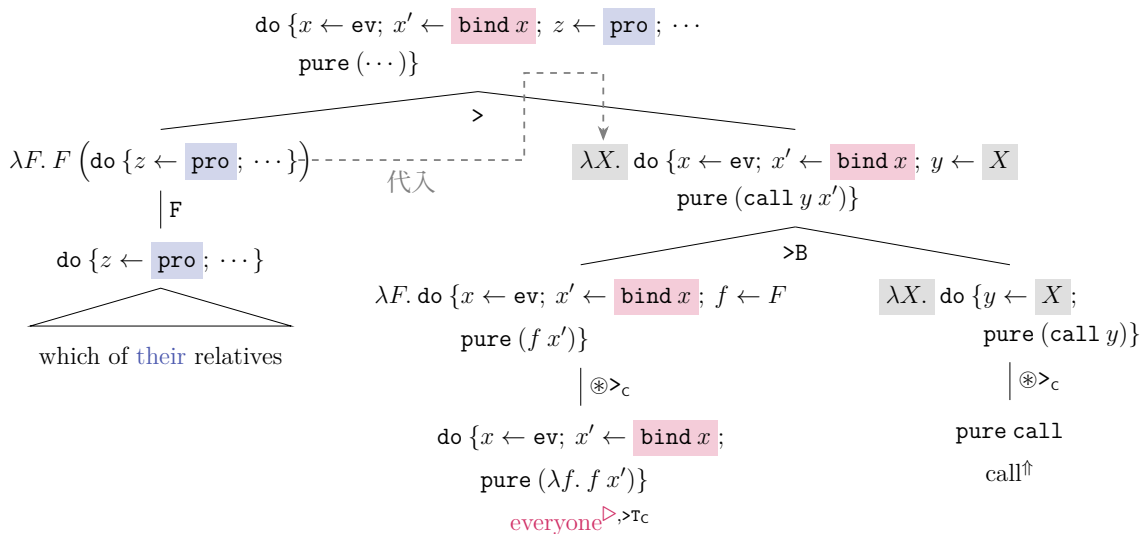 do {x ← ev; x′ ← bind x; z ← pro; ···
pure (···)}
>
λF. F (do {z ← pro; ···})
代入
λX. do {x ← ev; x′ ← bind x; y ← X
pure (call y x′)}
F
>B
do {z ← pro; ···}
λF. do {x ← ev; x′ ← bind x; f ← F
pure (f x′)}
λX. do {y ← X;
pure (call y)}
which of their relatives
⊛>C
⊛>C
do {x ← ev; x′ ← bind x;
pure (λf. f x′)}
pure call
call⇑
everyone▷,>TC